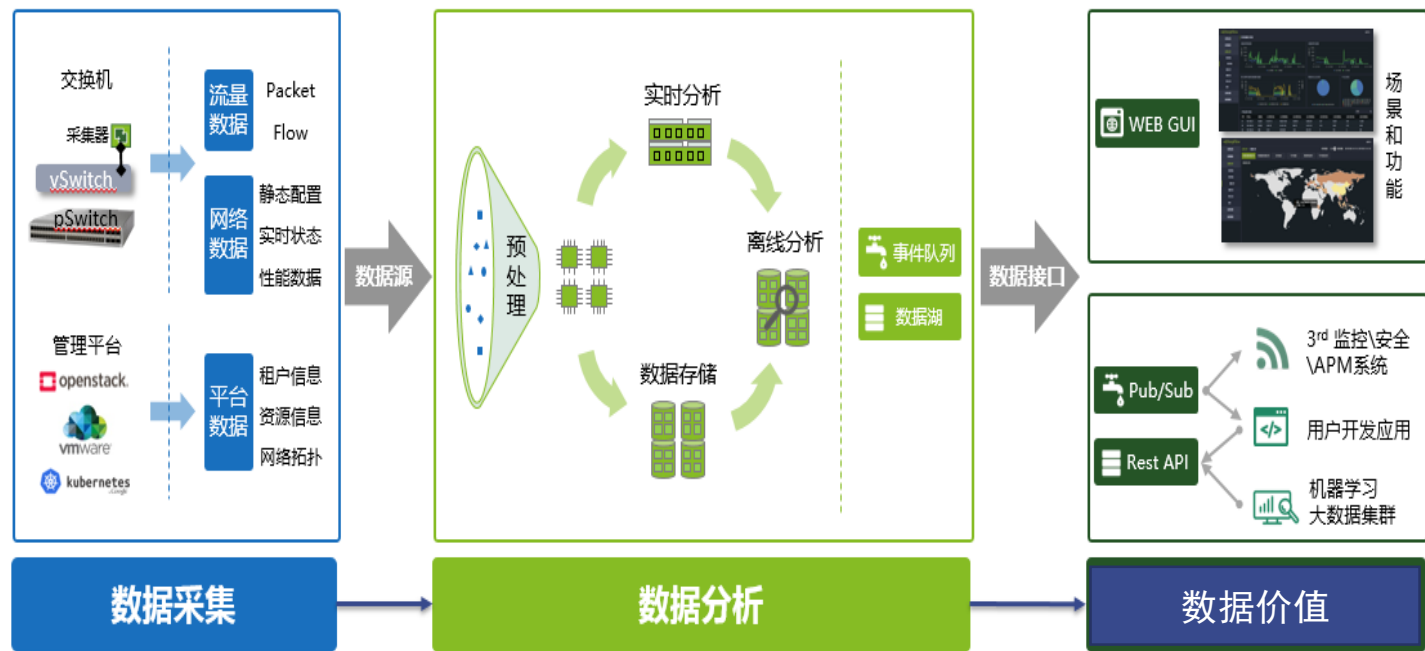 交换机
采集器
vSwitch
pSwitch
流量
数据
Packet
Flow
网络
数据
静态配置
实时状态
性能数据
管理平台
openstack.
vmware
kubernetes
by Google
平台
数据
租户信息
资源信息
网络拓扑
数据源
预
处
理
实时分析
离线分析
数据存储
事件队列
数据湖
数据接口
WEB GUI
场
景
和
功
能
Pub/Sub
Rest API
3rd 监控\安全
\APM系统
用户开发应用
机器学习
大数据集群
数据采集
数据分析
数据价值